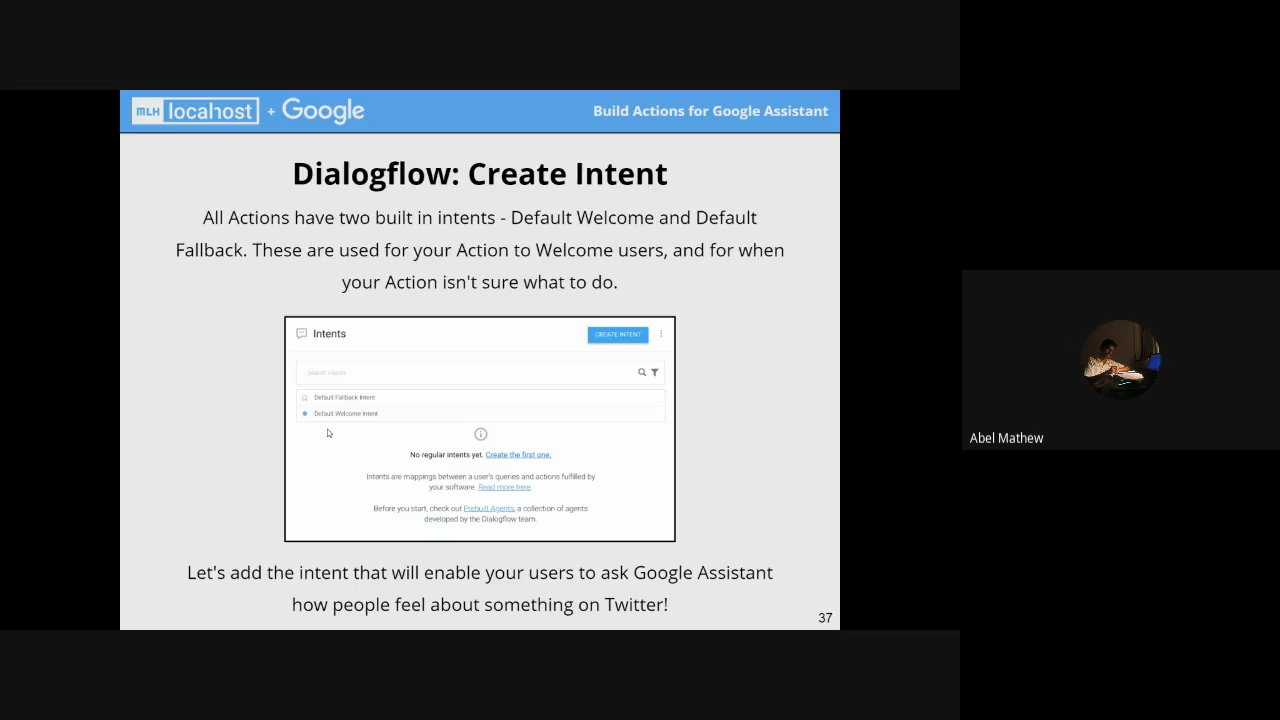 MLH localhost + Google
Build Actions for Google Assistant
Dialogflow: Create Intent
All Actions have two built in intents - Default Welcome and Default
Fallback. These are used for your Action to Welcome users, and for when
your Action isn't sure what to do.
Intents
CREATE INTENT
Search intents
Default Fallback Intent
Default Welcome Intent
No regular intents yet. Create the first one.
Intents are mappings between a user's queries and actions fulfilled by
your software. Read more here.
Before you start, check out Prebuilt Agents, a collection of agents
developed by the Dialogflow team.
Let's add the intent that will enable your users to ask Google Assistant
how people feel about something on Twitter!
37
Abel Mathew